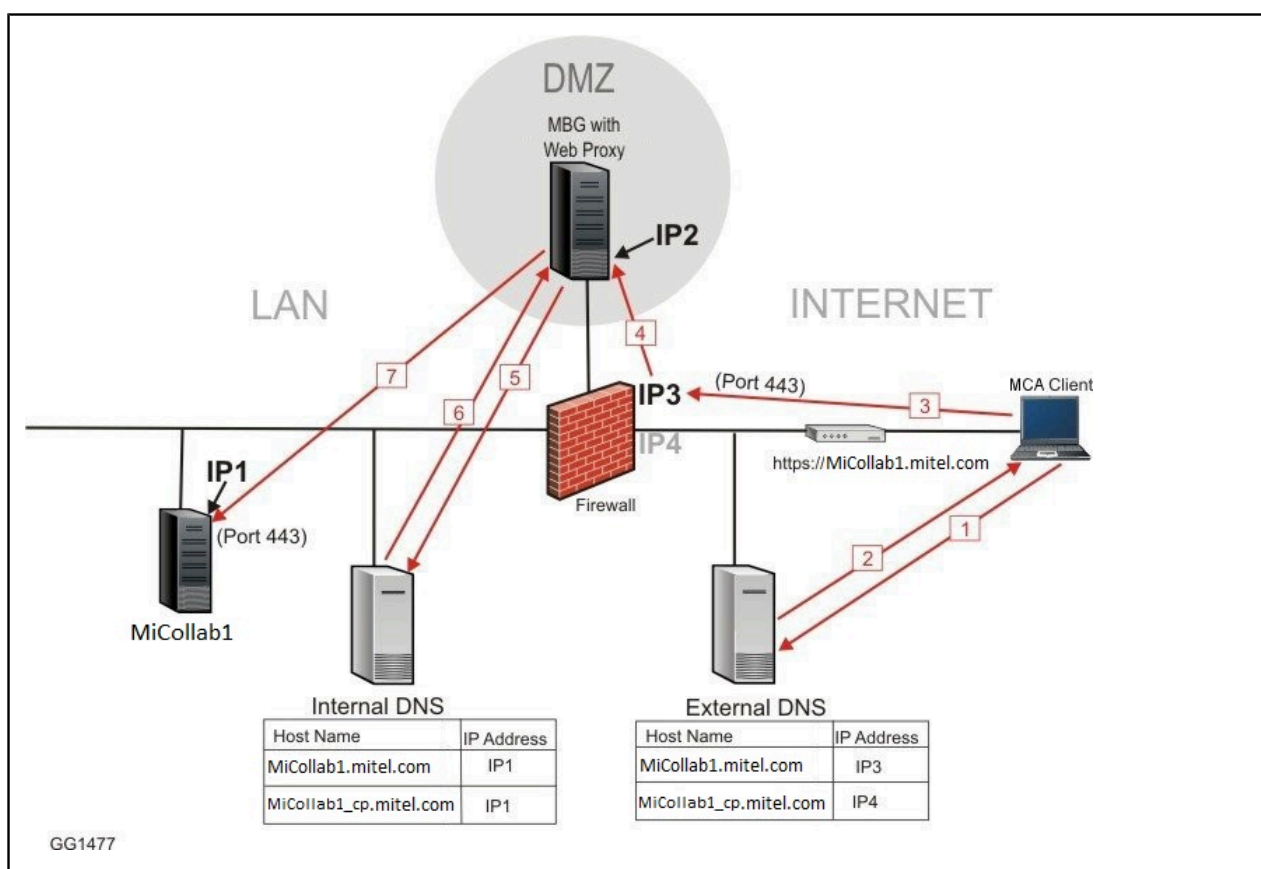 DMZ
MBG with
Web Proxy
IP2
LAN
INTERNET
4
7
5
(Port 443)
MCA Client
IP3
3
6
IP4
https://MiCollab1.mitel.com
IP1
Firewall
(Port 443)
1
2
MiCollab1
Internal DNS
Host Name IP Address
MiCollab1.mitel.com IP1
MiCollab1_cp.mitel.com IP1
External DNS
Host Name IP Address
MiCollab1.mitel.com IP3
MiCollab1_cp.mitel.com IP4
GG1477